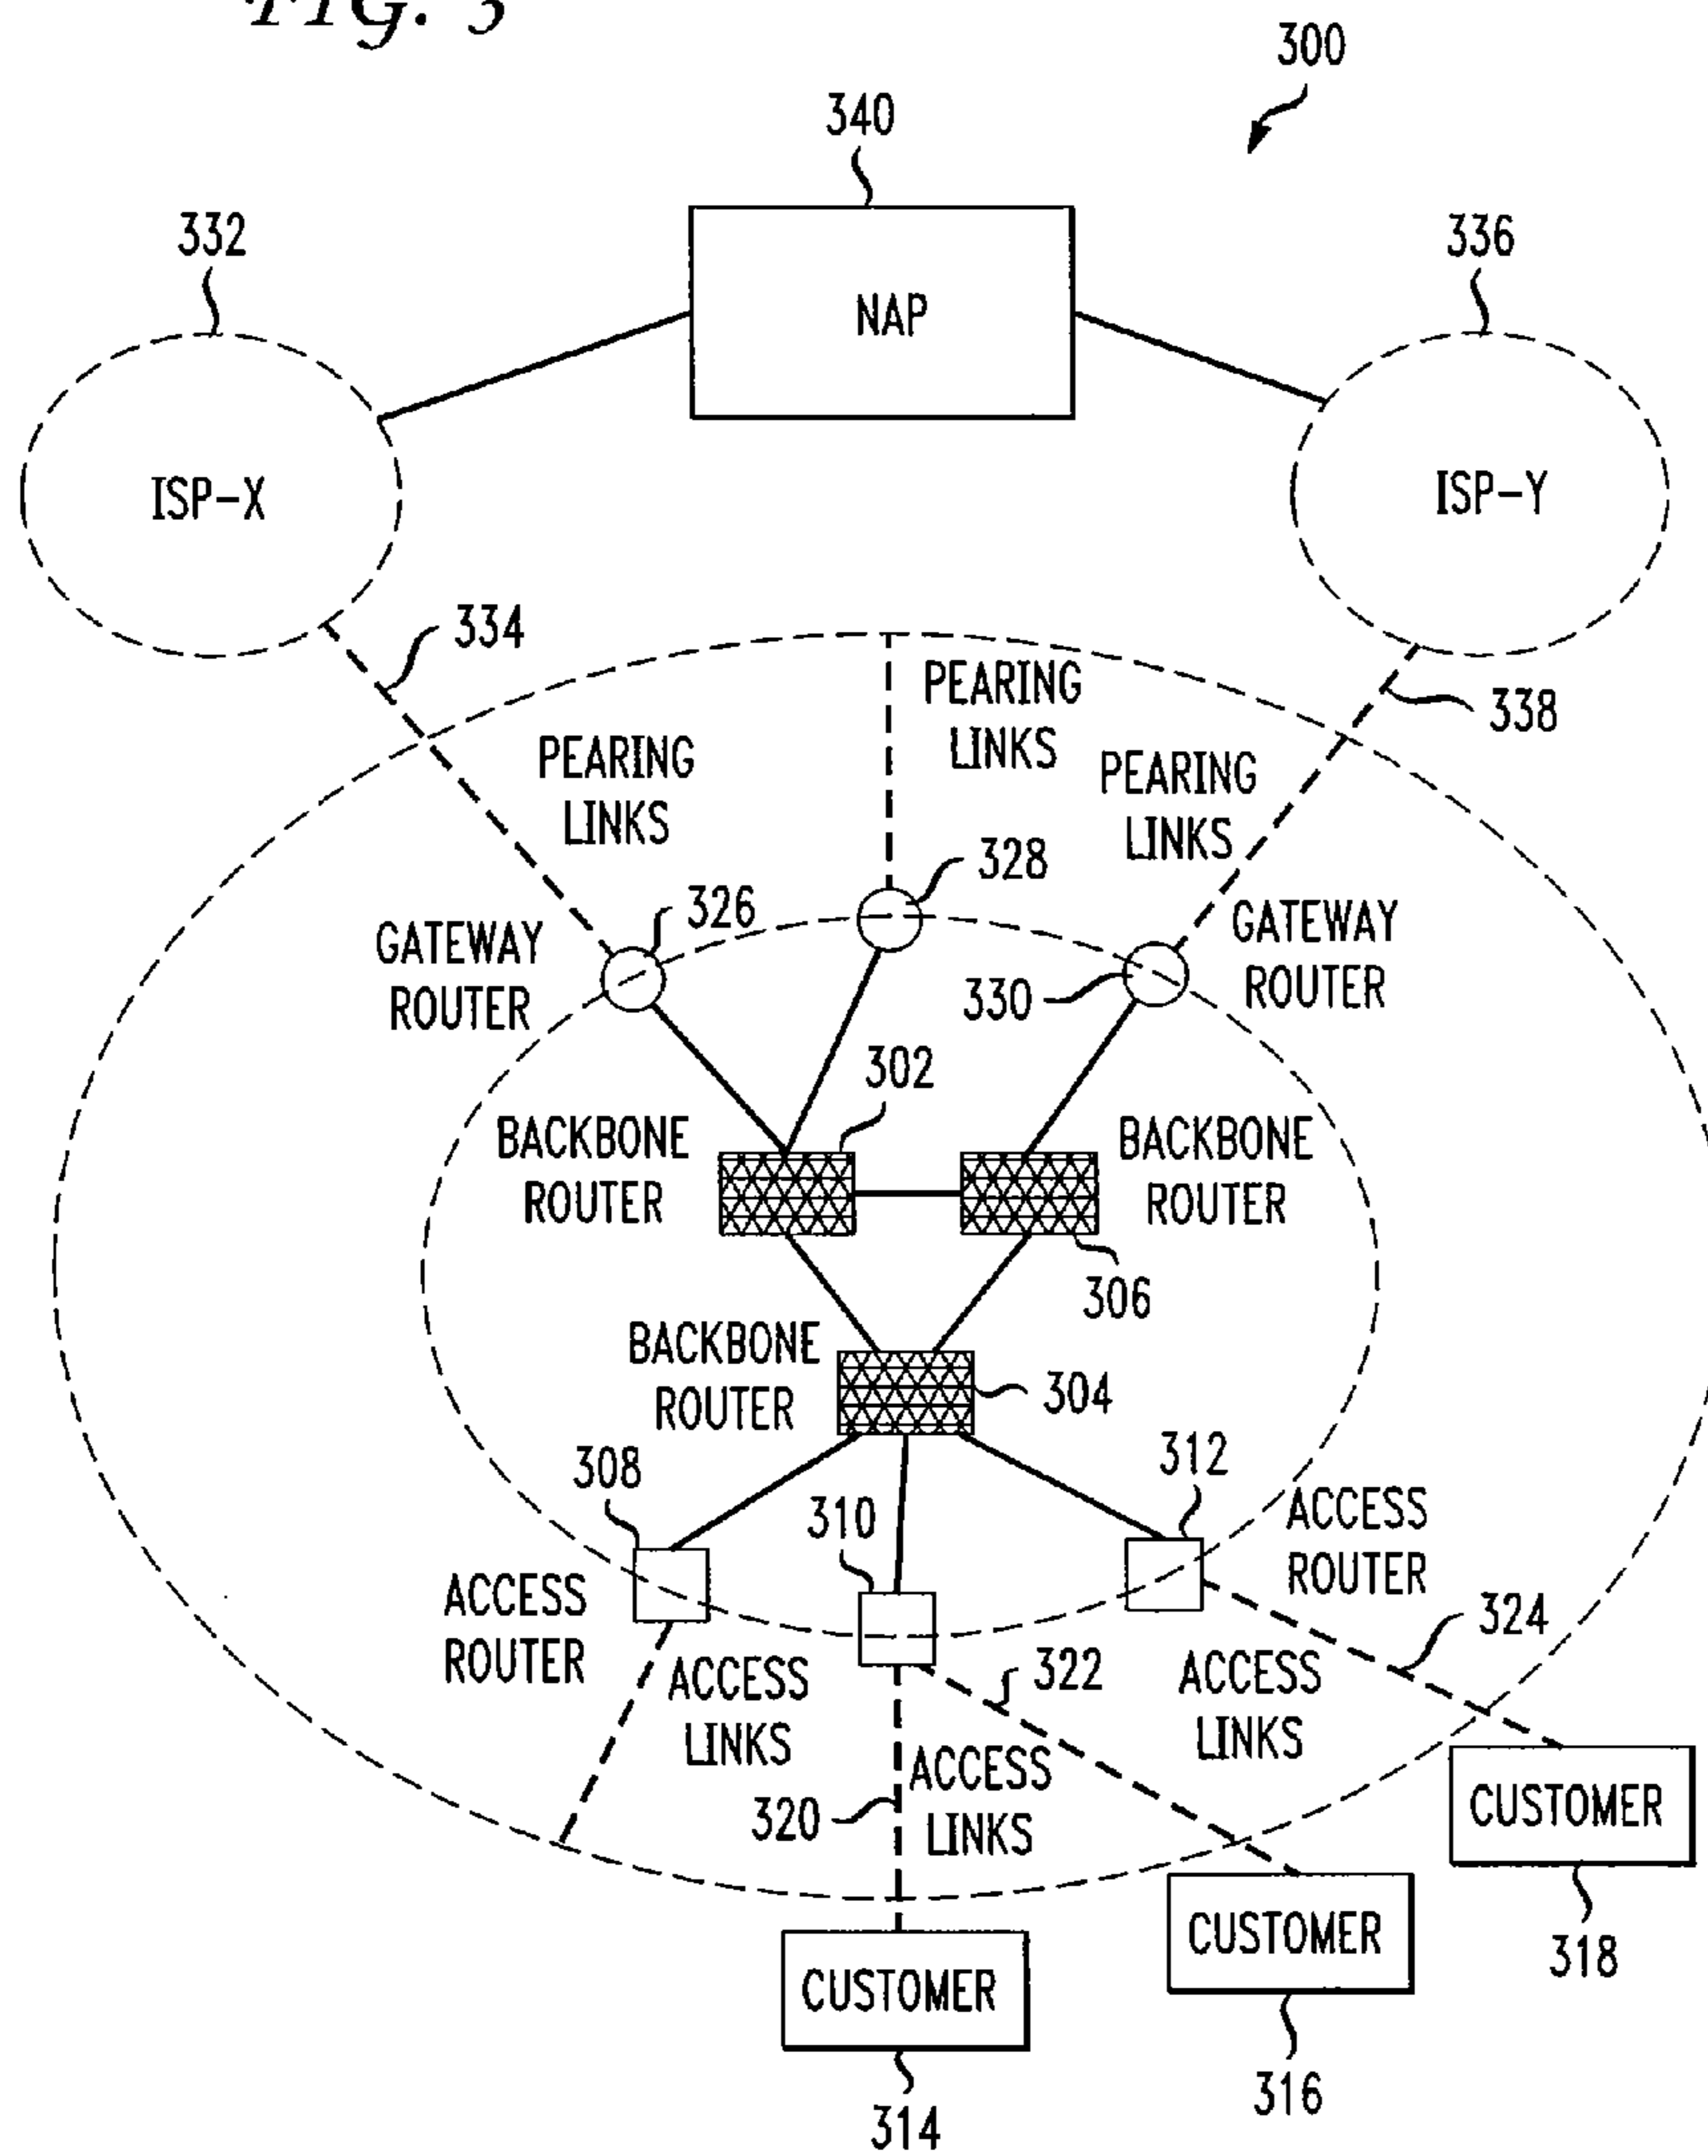 FIG. 3
300
340
332
336
NAP
ISP-X
ISP-Y
334
338
PEARING
LINKS
PEARING
LINKS
PEARING
LINKS
328
326
GATEWAY
ROUTER
330
GATEWAY
ROUTER
302
BACKBONE
ROUTER
BACKBONE
ROUTER
306
BACKBONE
ROUTER
304
308
310
312
ACCESS
ROUTER
ACCESS
ROUTER
324
ACCESS
LINKS
322
ACCESS
LINKS
320
ACCESS
LINKS
CUSTOMER
318
CUSTOMER
316
CUSTOMER
314